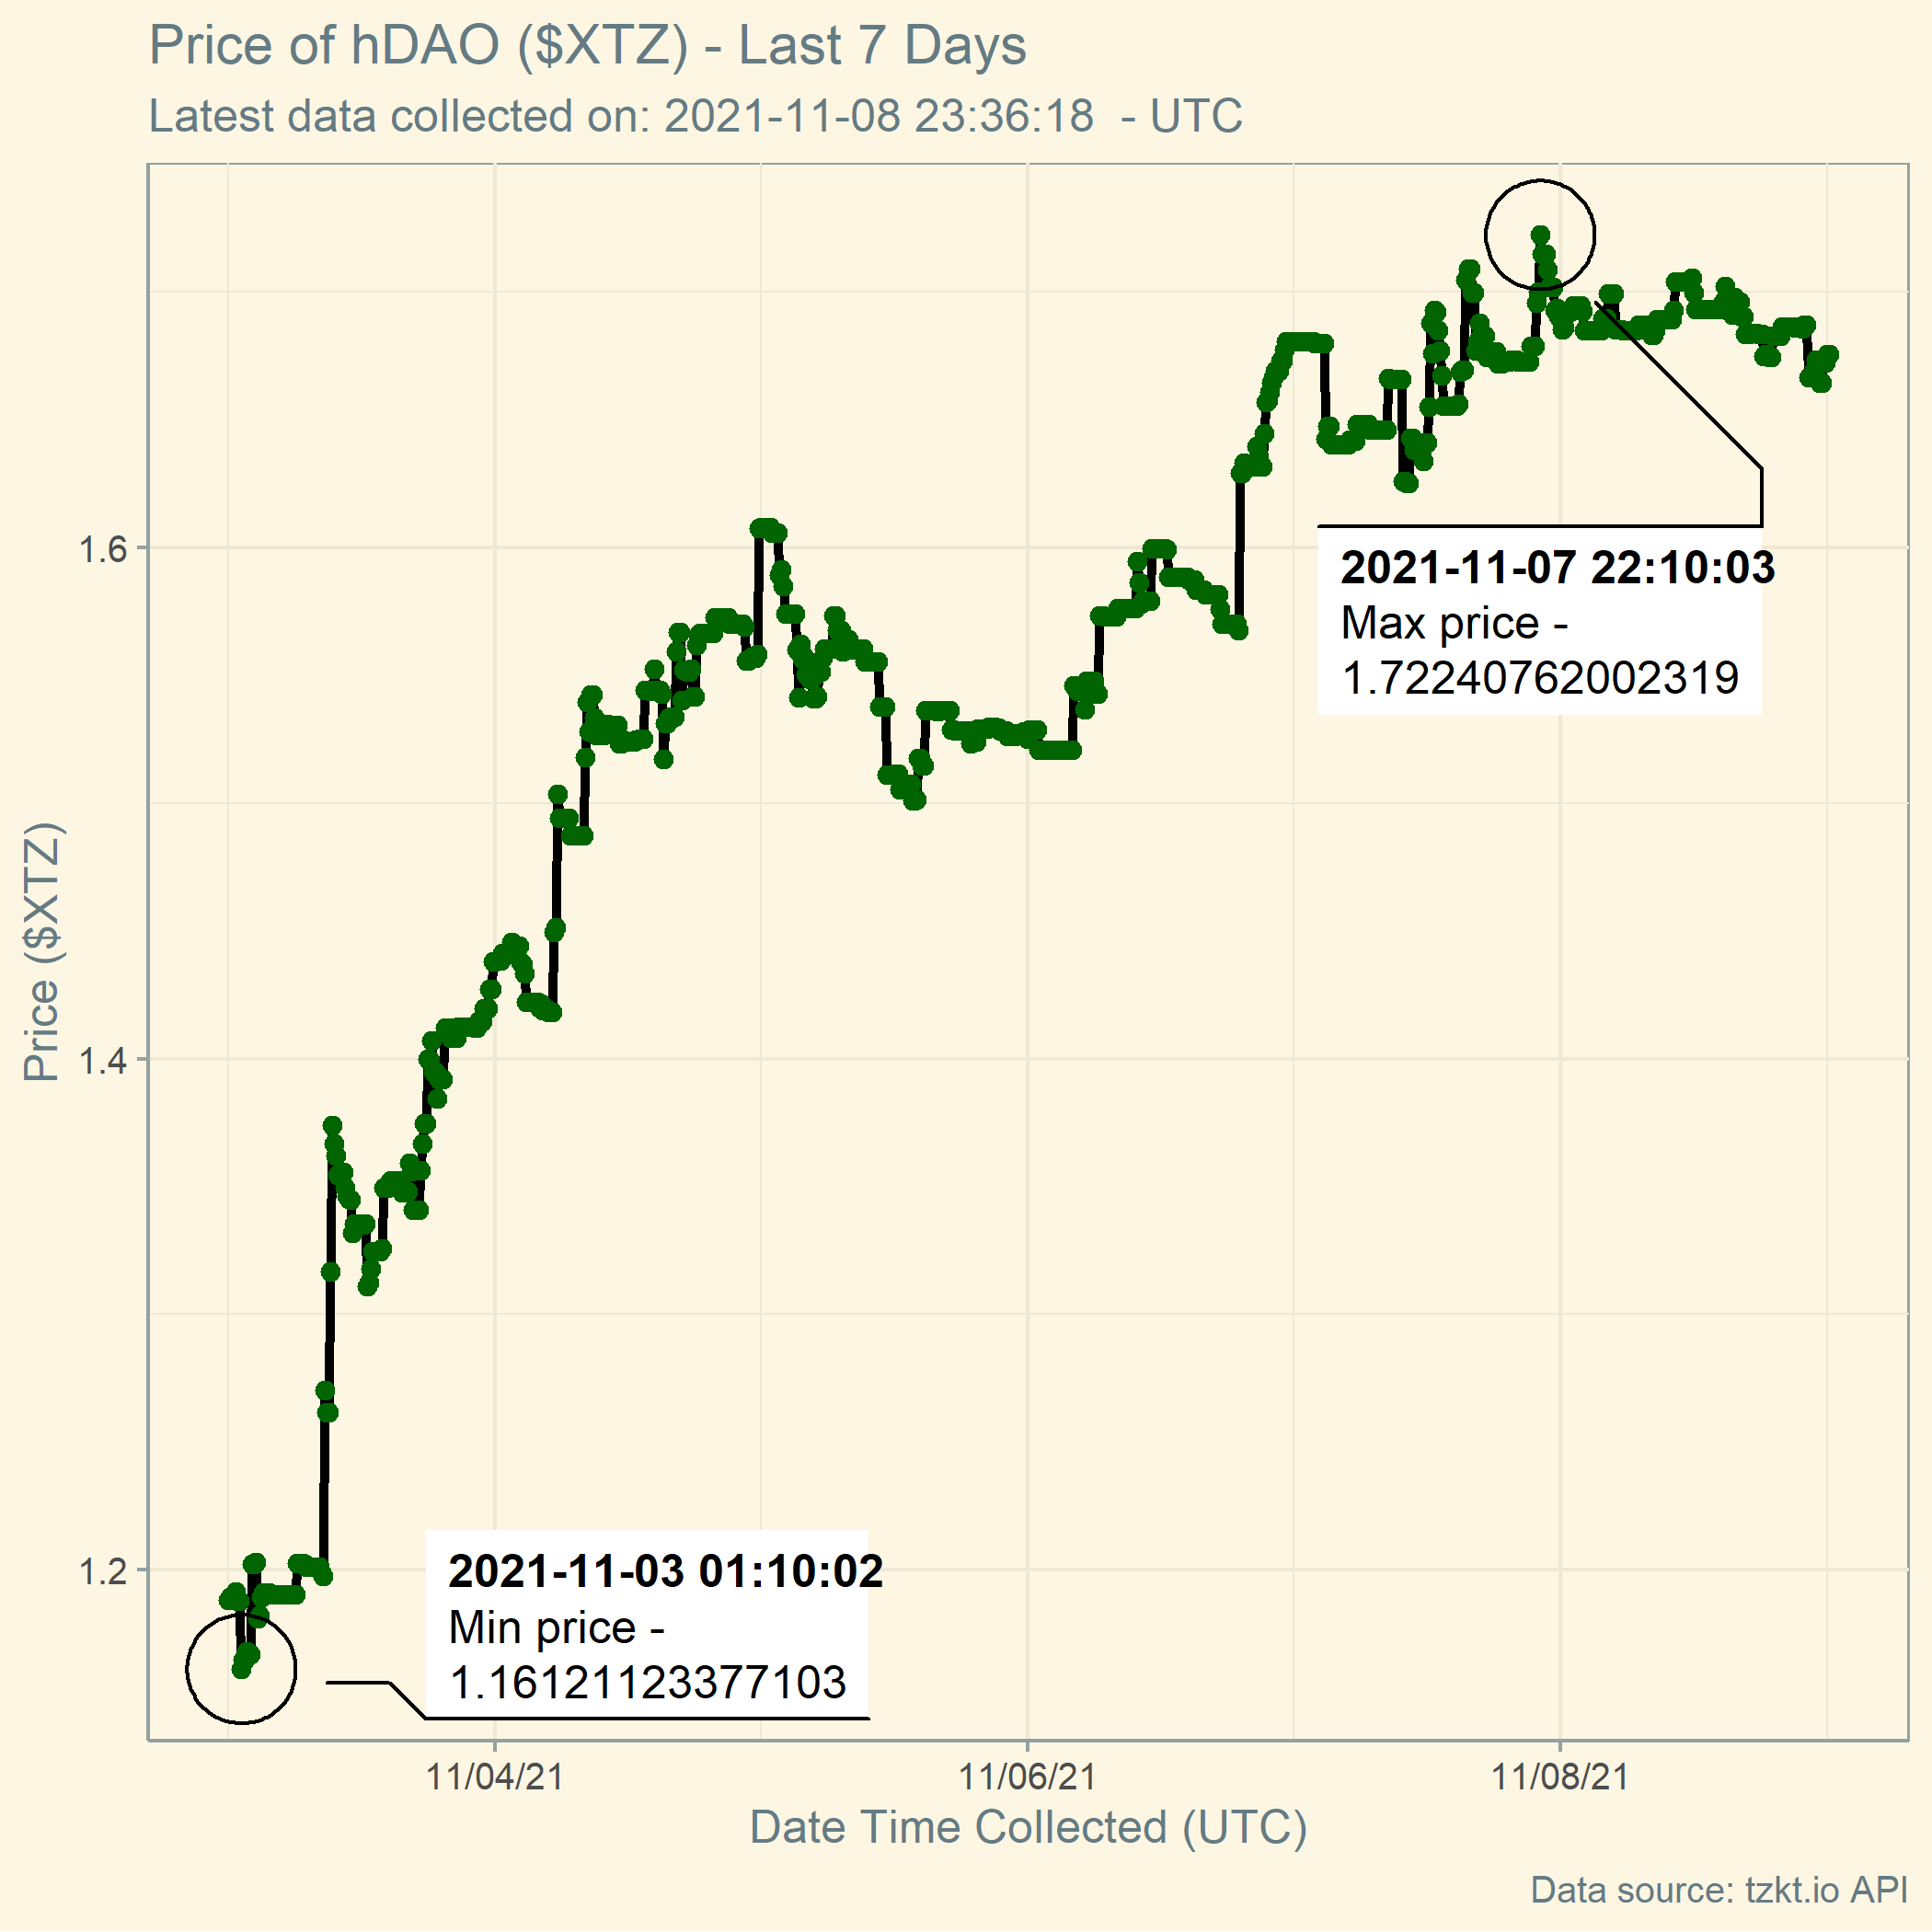 Price of hDAO ($XTZ) - Last 7 Days
Latest data collected on: 2021-11-08 23:36:18  - UTC
1.6
1.4
1.2
Price ($XTZ)
2021-11-07 22:10:03
Max price -
1.72240762002319
2021-11-03 01:10:02
Min price -
1.16121123377103
11/04/21
11/06/21
11/08/21
Date Time Collected (UTC)
Data source: tzkt.io API